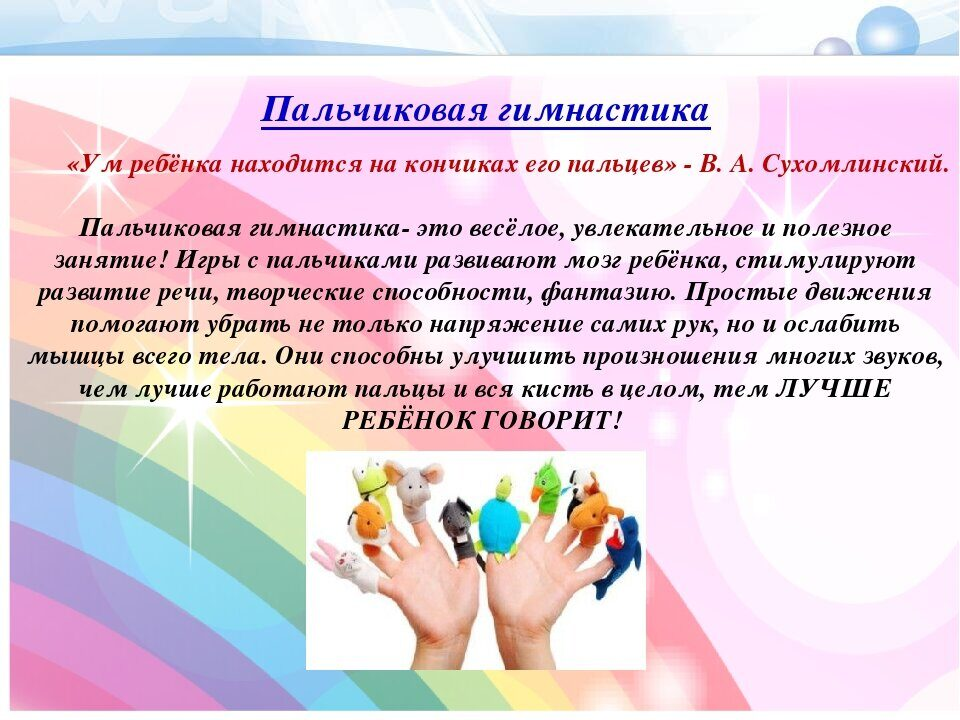 Пальчиковая гимнастика
«Ум ребёнка находится на кончиках его пальцев» - В. А. Сухомлинский.
Пальчиковая гимнастика- это весёлое, увлекательное и полезное
занятие! Игры с пальчиками развивают мозг ребёнка, стимулируют
развитие речи, творческие способности, фантазию. Простые движения
помогают убрать не только напряжение самих рук, но и ослабить
мышцы всего тела. Они способны улучшить произношения многих звуков,
чем лучше работают пальцы и вся кисть в целом, тем ЛУЧШЕ
РЕБЁНОК ГОВОРИТ!